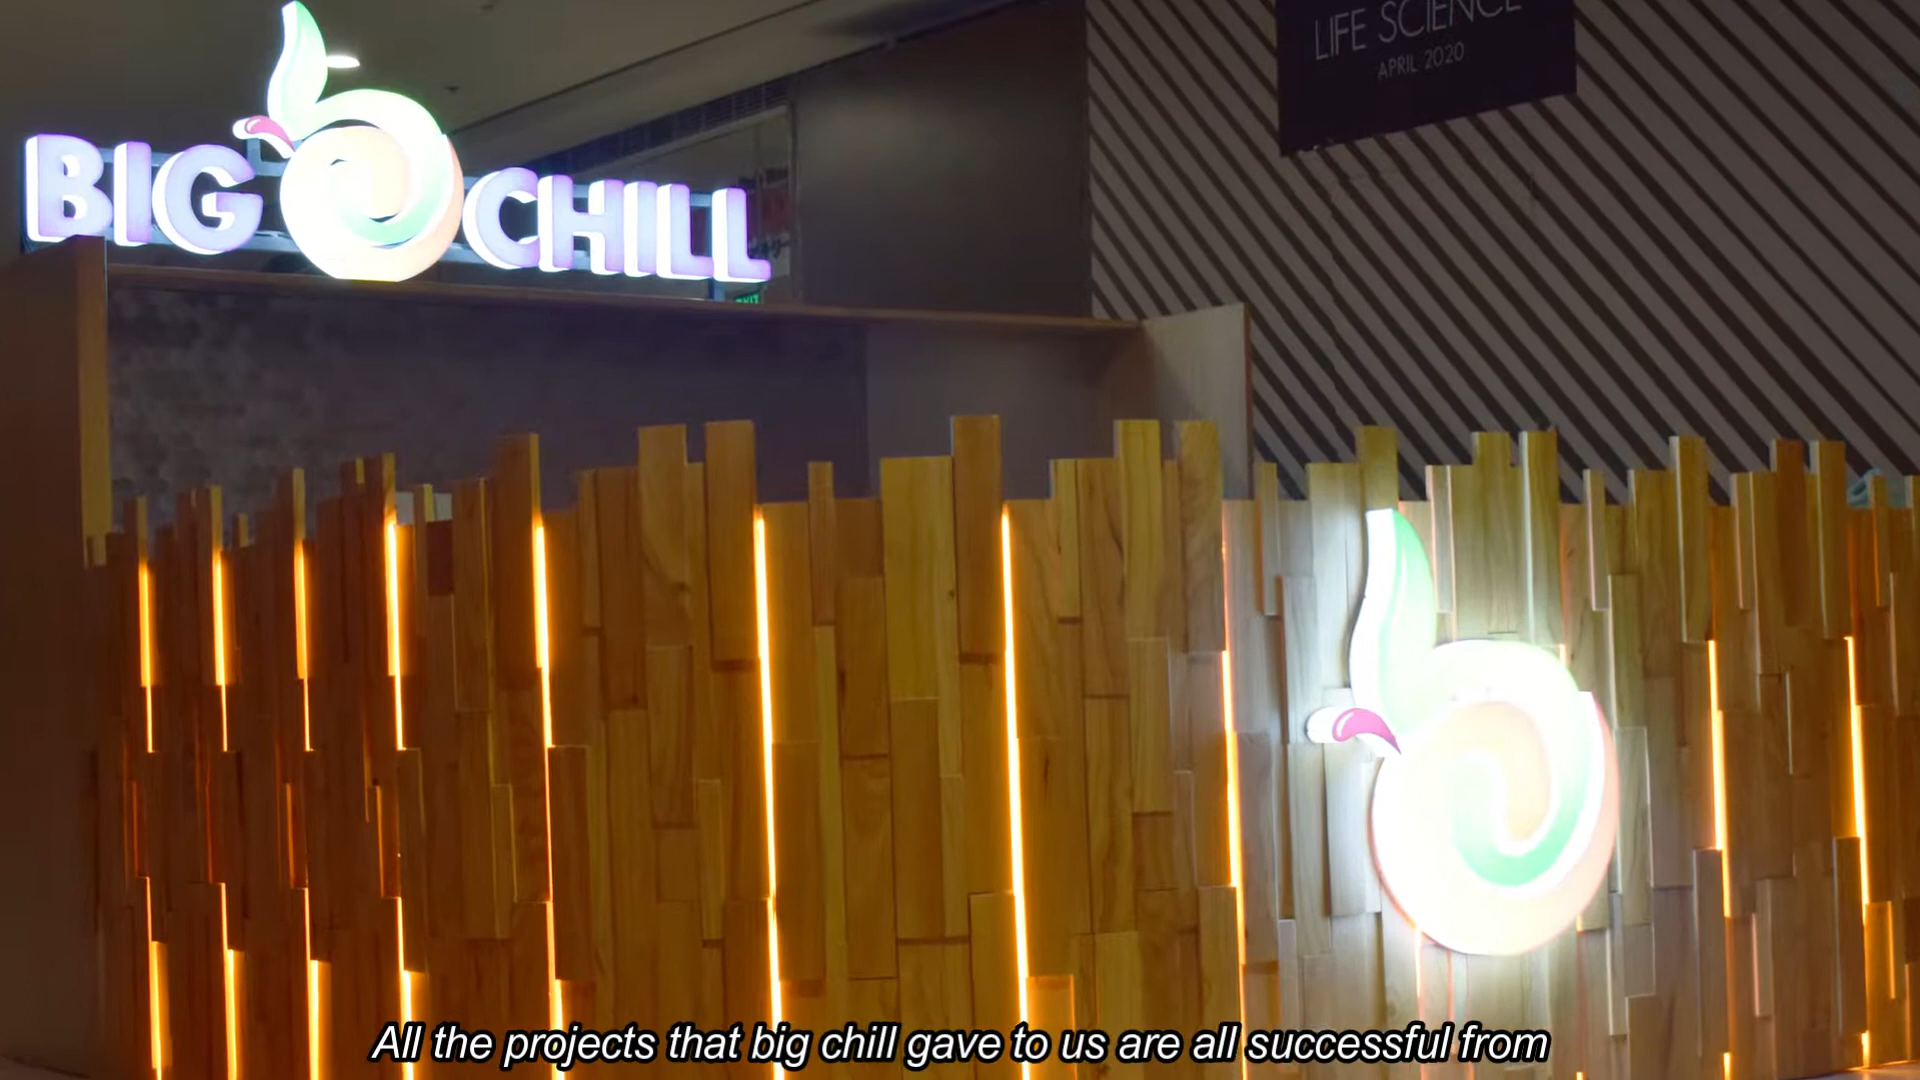 LIFE SCIENCE
APRIL 2020
BIG CHILL
EXIT
All the projects that big chill gave to us are all successful from